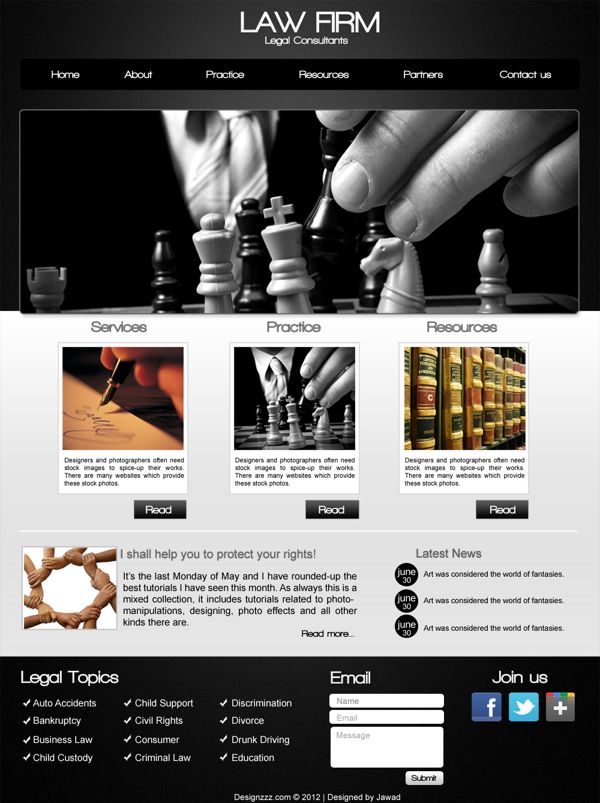 LAW FIRM
Legal Consultants
Home About Practice Resources Partners Contact us
Services Practice Resources
Designers and photographers often need
stock images to spice-up their works.
There are many websites which provide
these stock photos.
Read
Designers and photographers often need
stock images to spice-up their works.
There are many websites which provide
these stock photos.
Read
Designers and photographers often need
stock images to spice-up their works.
There are many websites which provide
these stock photos.
Read
I shall help you to protect your rights!
It's the last Monday of May and I have rounded-up the
best tutorials I have seen this month. As always this is a
mixed collection, it includes tutorials related to photo-
manipulations, designing, photo effects and all other
kinds there are.
Read more...
Latest News
june
30
Art was considered the world of fantasies.
june
30
Art was considered the world of fantasies.
june
30
Art was considered the world of fantasies.
Legal Topics
Auto Accidents Child Support Discrimination
Bankruptcy Civil Rights Divorce
Business Law Consumer Drunk Driving
Child Custody Criminal Law Education
Email
Name
Email
Message
Submit
Join us
f
Designzzz.com © 2012 | Designed by Jawad